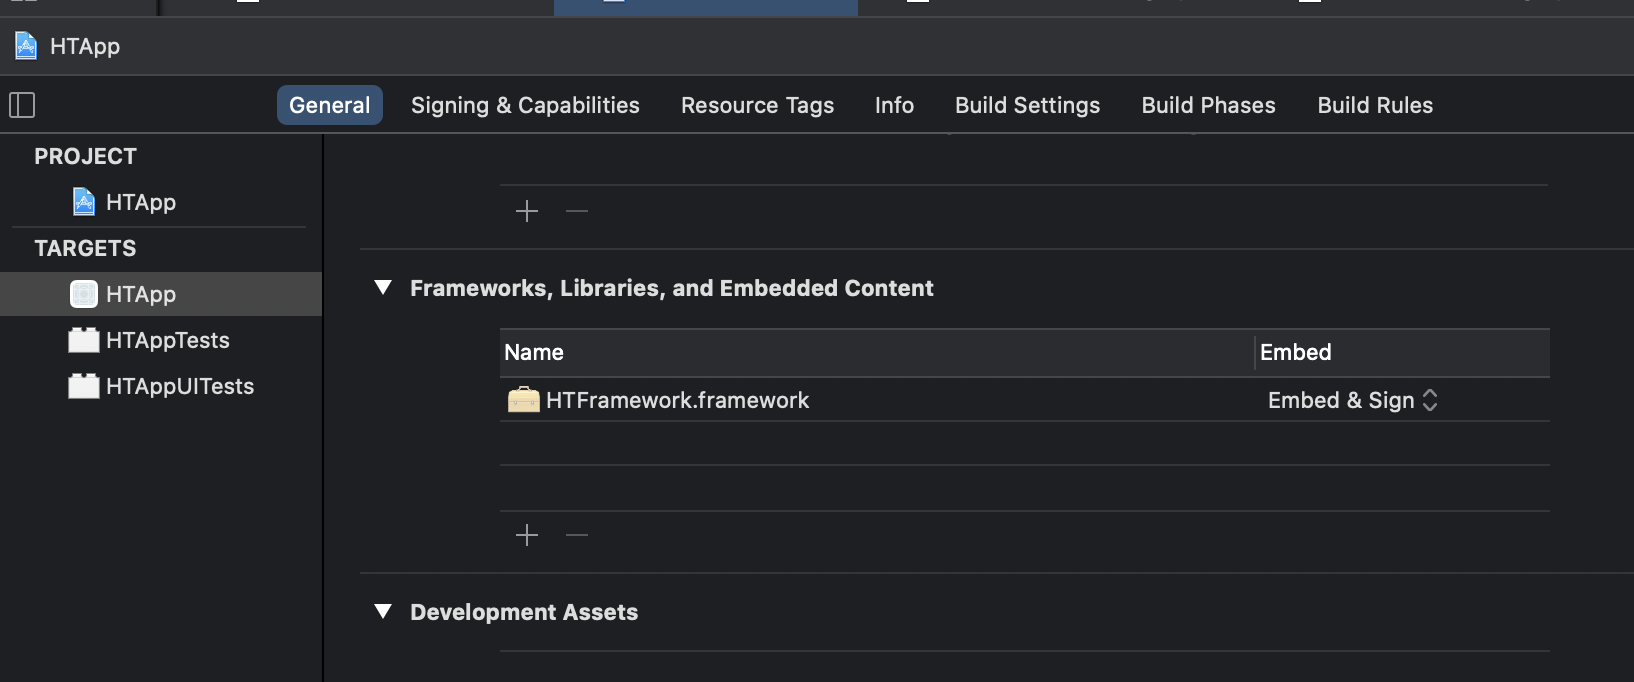 HTApp
General Signing & Capabilities Resource Tags Info Build Settings Build Phases Build Rules
PROJECT
HTApp
TARGETS
HTApp
HTAppTests
HTAppUITests
Frameworks, Libraries, and Embedded Content
Name Embed
HTFramework.framework Embed & Sign
Development Assets